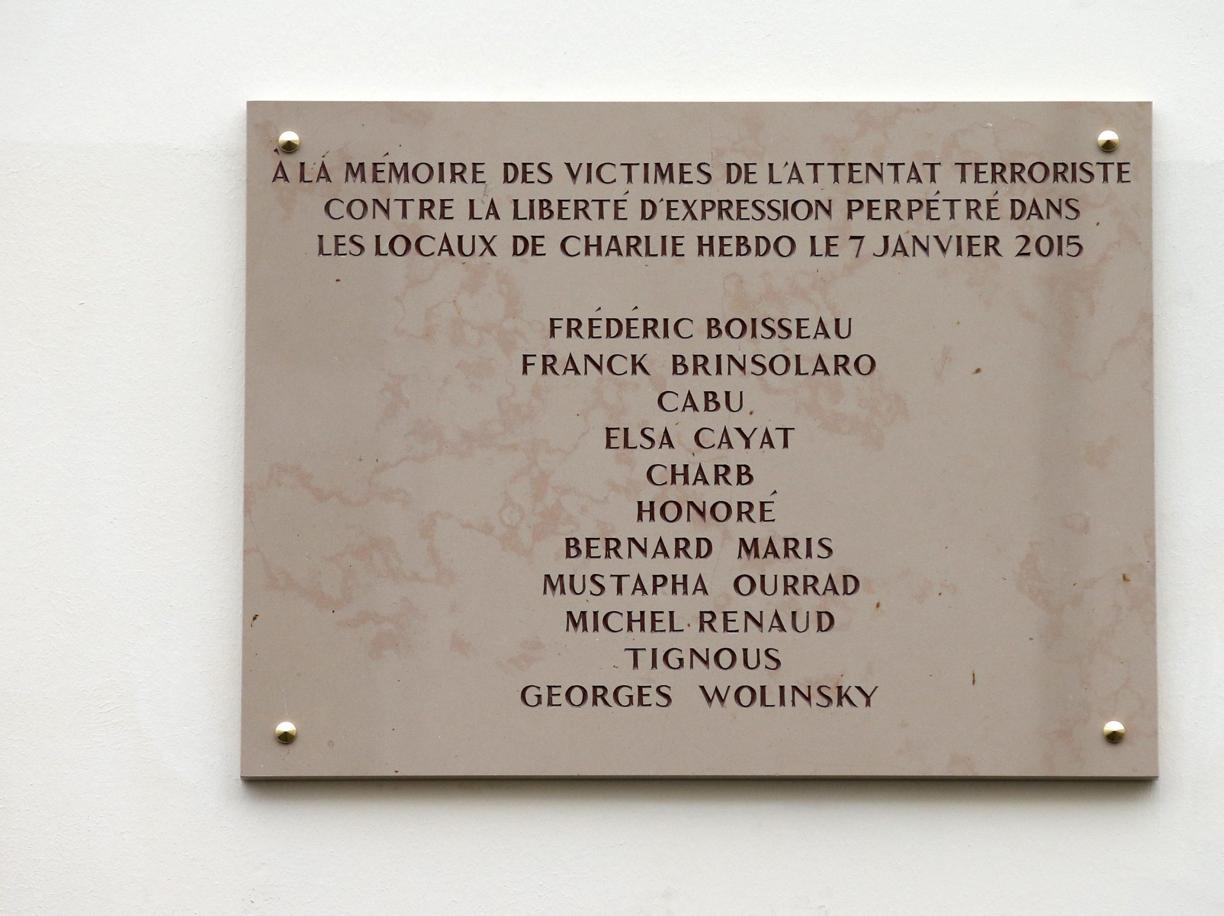 À LA MÉMOIRE DES VICTIMES DE L'ATTENTAT TERRORISTE
CONTRE LA LIBERTÉ D'EXPRESSION PERPÉTRÉ DANS
LES LOCAUX DE CHARLIE HEBDO LE 7 JANVIER 2015
FRÉDÉRIC BOISSEAU
FRANCK BRINSOLARO
CABU
ELSA CAYAT
CHARB
HONORÉ
BERNARD MARIS
MUSTAPHA OURRAD
MICHEL RENAUD
TIGNOUS
GEORGES WOLINSKY